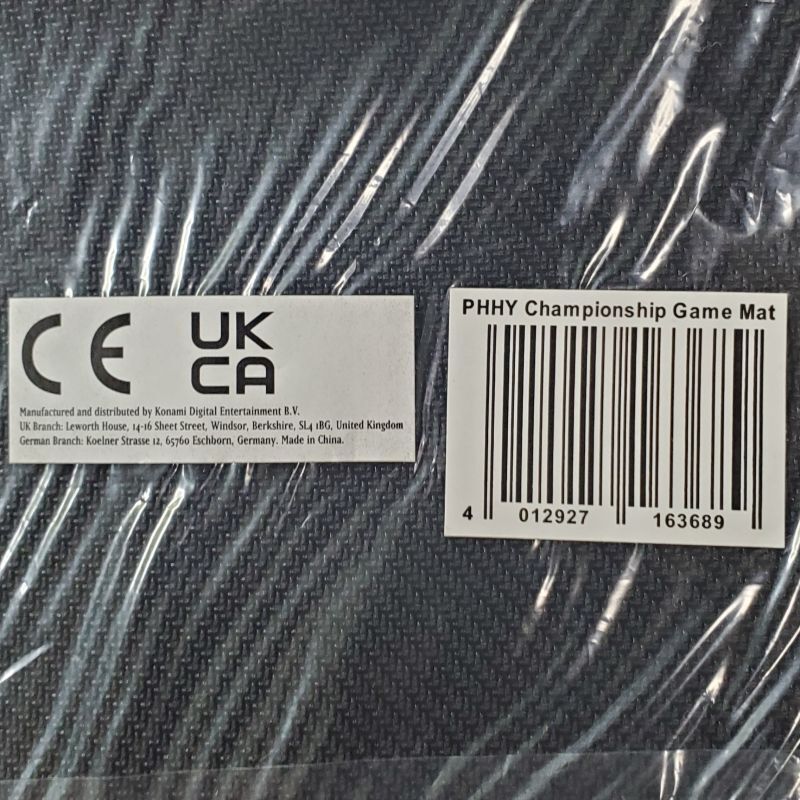 CE
UK
CA
Manufactured and distributed by Konami Digital Entertainment B.V.
UK Branch: Leworth House, 14-16 Sheet Street, Windsor, Berkshire, SL4 1BG, United Kingdom
German Branch: Koelner Strasse 12, 65760 Eschborn, Germany. Made in China.
PHHY Championship Game Mat
4 012927 163689